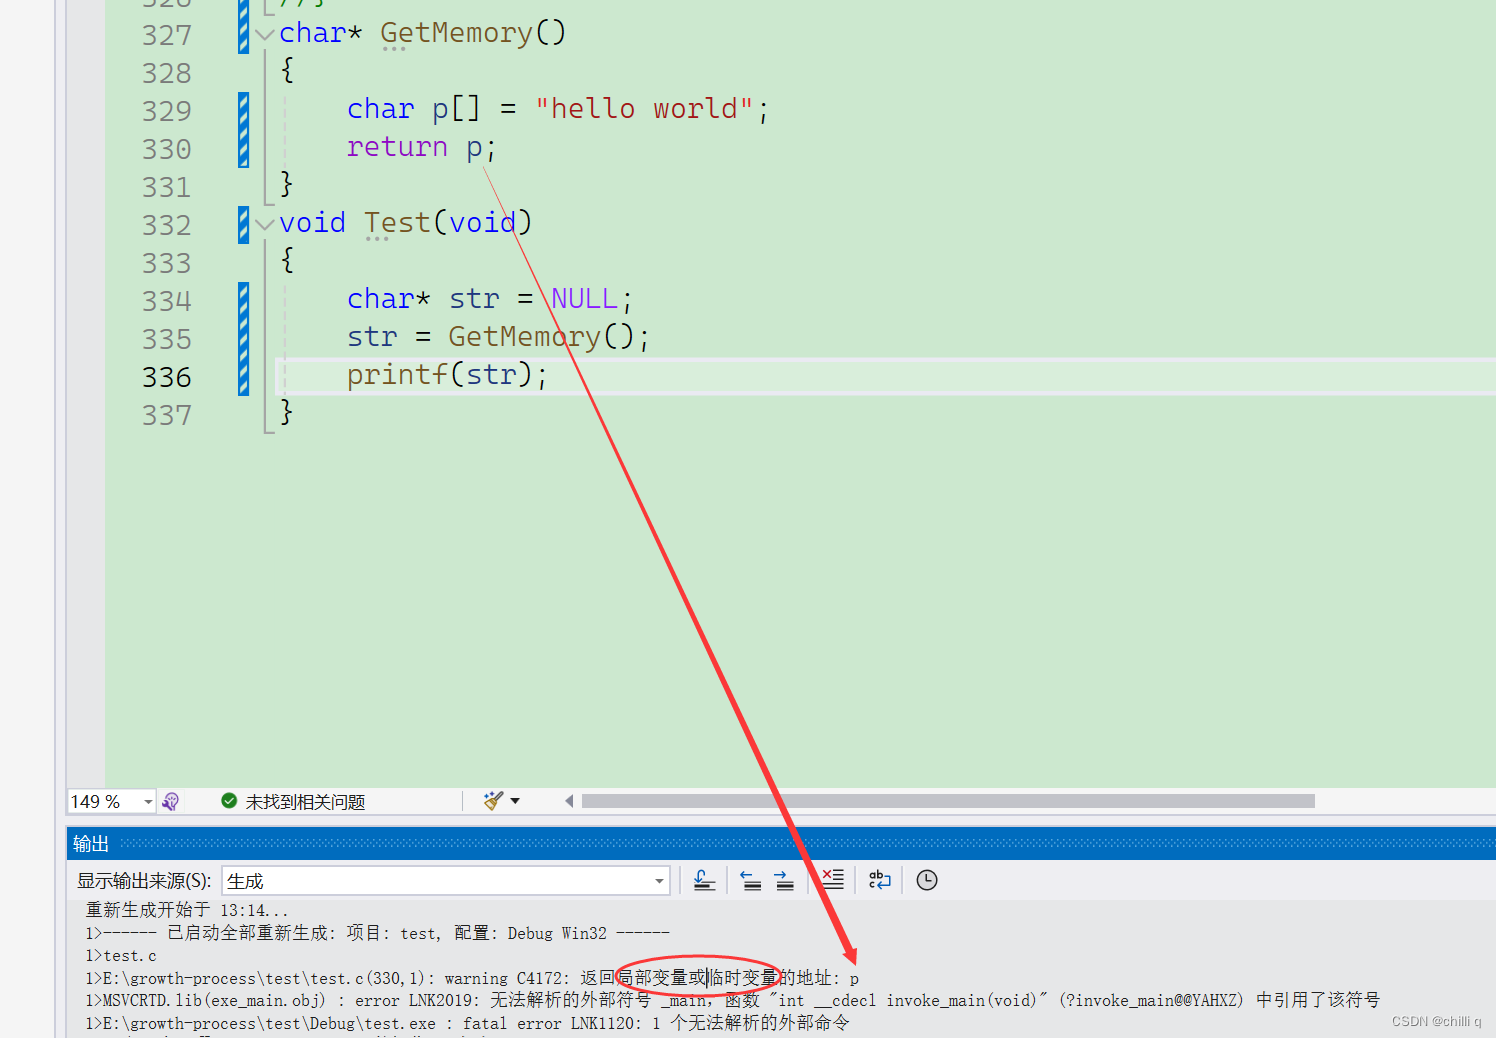 327 char* GetMemory()
328 {
329 char p[] = "hello world";
330 return p;
331 }
332 void Test(void)
333 {
334 char* str = NULL;
335 str = GetMemory();
336 printf(str);
337 }
149 % 未找到相关问题
输出
显示输出来源(S): 生成
重新生成开始于 13:14...
1>------ 已启动全部重新生成: 项目: test, 配置: Debug Win32 ------
1>test.c
1>E:\growth-process\test\test.c(330,1): warning C4172: 返回局部变量或临时变量的地址: p
1>MSVCRTD.lib(exe_main.obj) : error LNK2019: 无法解析的外部符号 _main，函数 "int __cdecl invoke_main(void)" (?invoke_main@@YAHXZ) 中引用了该符号
1>E:\growth-process\test\Debug\test.exe : fatal error LNK1120: 1 个无法解析的外部命令
CSDN @chilli q